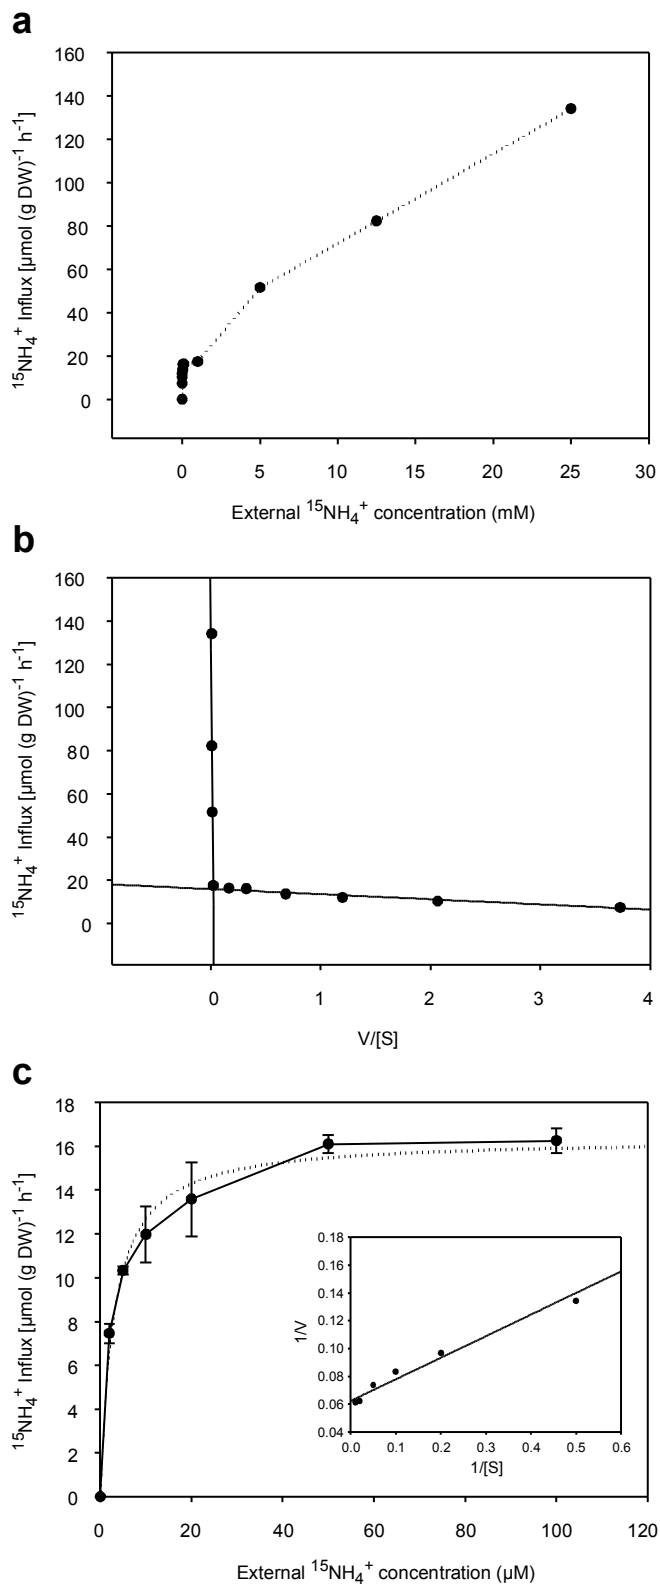 a
160
140
120
100
80
60
40
20
0
¹⁵NH₄⁺ Influx [µmol (g DW)⁻¹ h⁻¹]
0 5 10 15 20 25 30
External ¹⁵NH₄⁺ concentration (mM)
b
160
140
120
100
80
60
40
20
0
¹⁵NH₄⁺ Influx [µmol (g DW)⁻¹ h⁻¹]
0 1 2 3 4
V/[S]
c
18
16
14
12
10
8
6
4
2
0
¹⁵NH₄⁺ Influx [µmol (g DW)⁻¹ h⁻¹]
0.18
0.16
0.14
0.12
0.10
0.08
0.06
0.04
1/V
0.0 0.1 0.2 0.3 0.4 0.5 0.6
1/[S]
0 20 40 60 80 100 120
External ¹⁵NH₄⁺ concentration (µM)